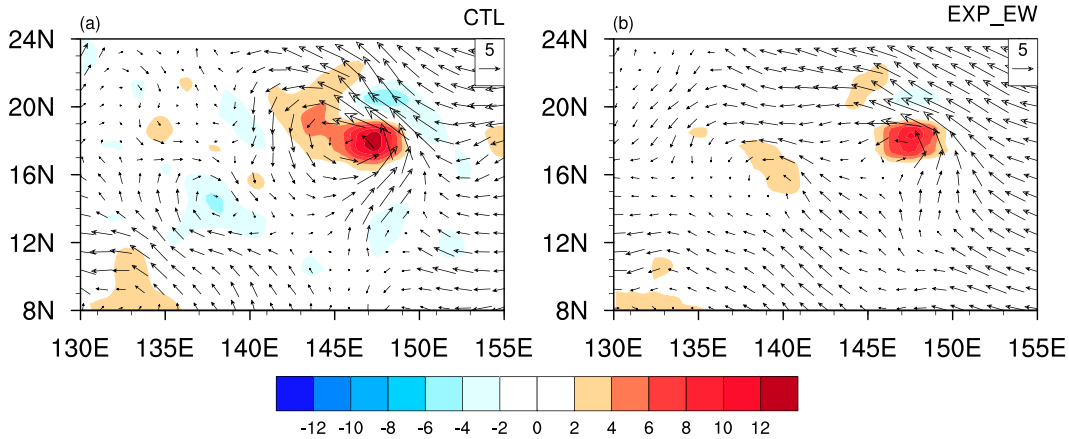 (a) CTL
24N
20N
16N
12N
8N
5
130E 135E 140E 145E 150E 155E
(b) EXP_EW
24N
20N
16N
12N
8N
5
130E 135E 140E 145E 150E 155E
-12 -10 -8 -6 -4 -2 0 2 4 6 8 10 12